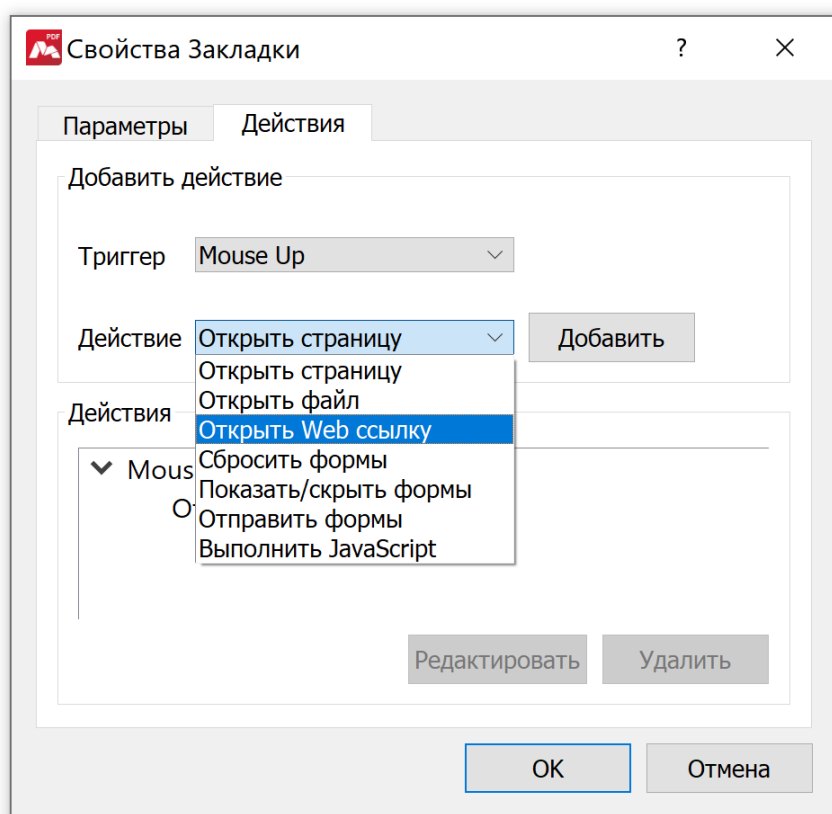 PDF
Свойства Закладки ?
Параметры Действия
Добавить действие
Триггер Mouse Up
Действие Открыть страницу Добавить
Открыть страницу
Открыть файл
Действия
Открыть Web ссылку
Сбросить формы
Mous
Показать/скрыть формы
От
Отправить формы
Выполнить JavaScript
Редактировать Удалить
OK Отмена